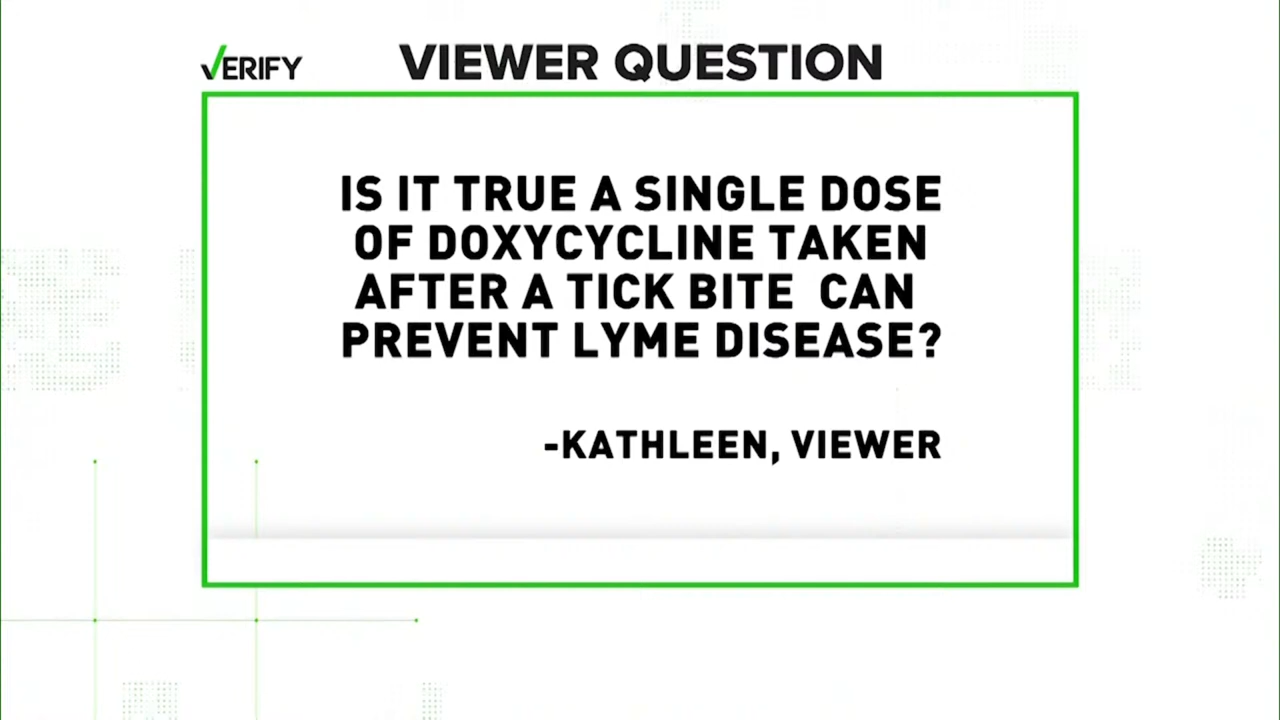 VERIFY
VIEWER QUESTION
IS IT TRUE A SINGLE DOSE
OF DOXYCYCLINE TAKEN
AFTER A TICK BITE CAN
PREVENT LYME DISEASE?
-KATHLEEN, VIEWER